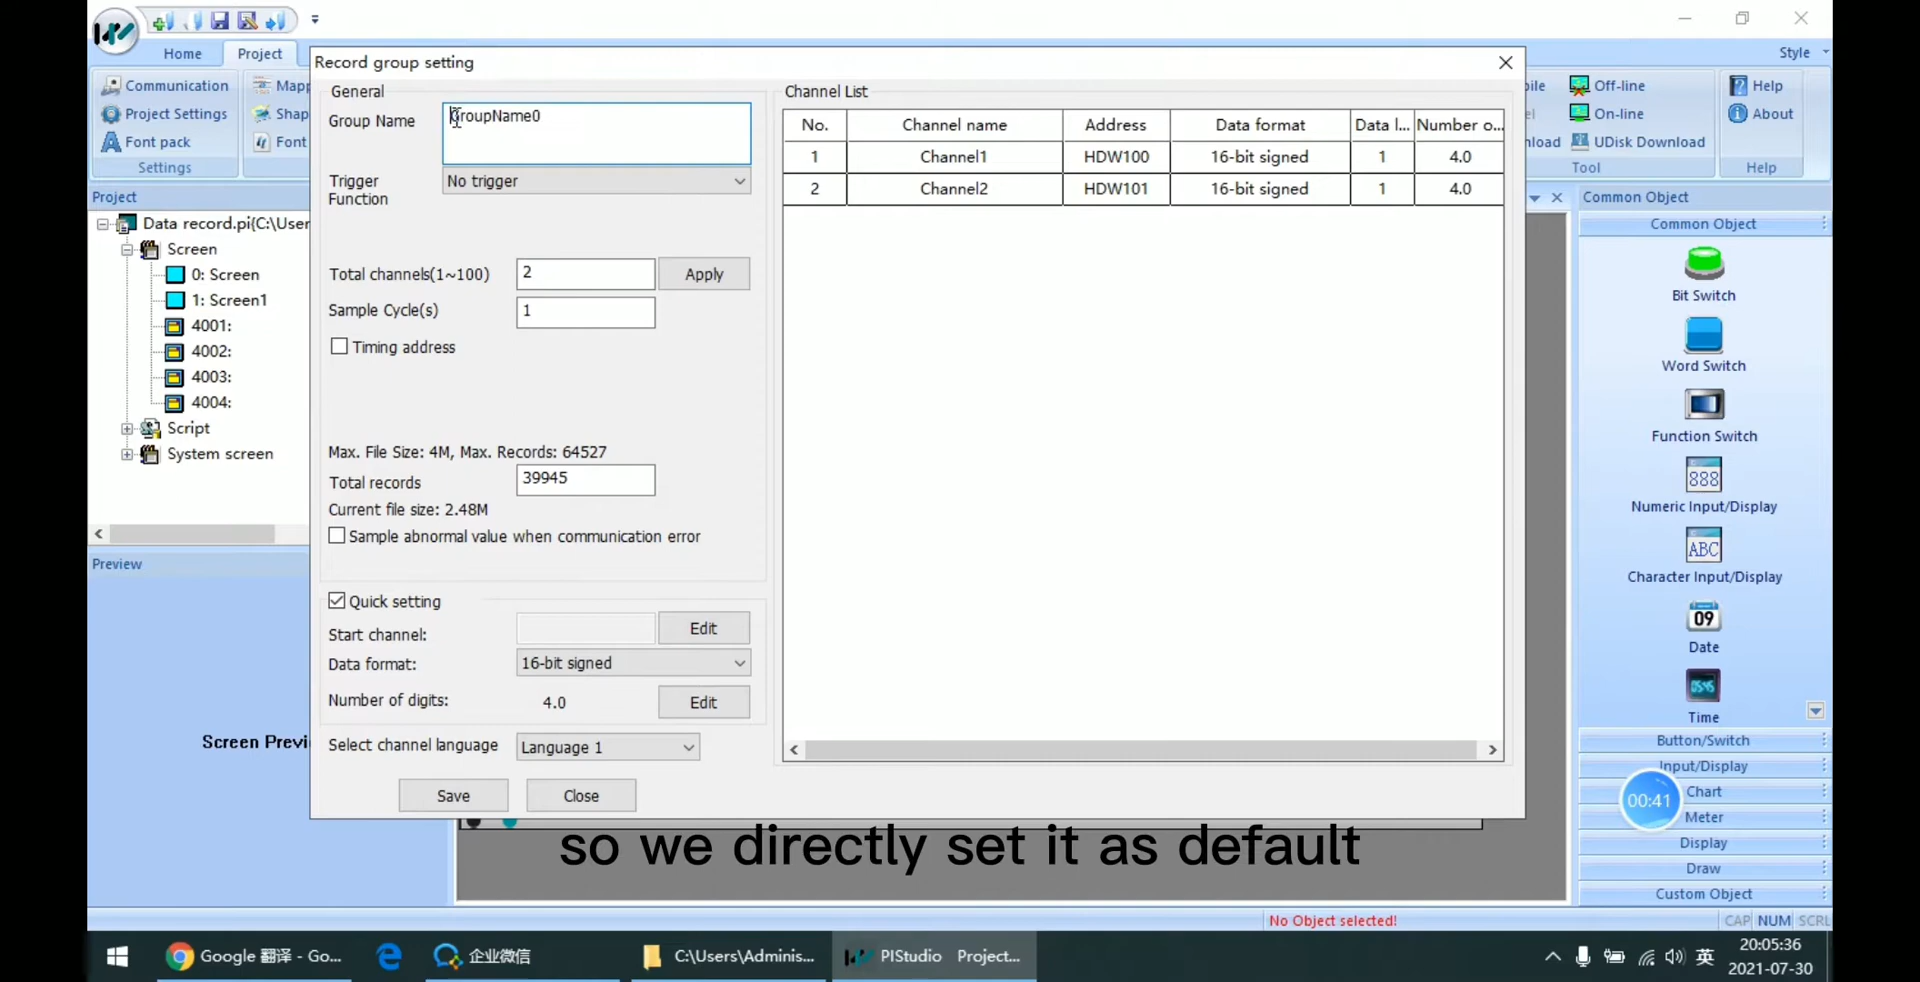 Home
Project
Style
Communication
Project Settings
Font pack
Settings
Mapp
Shap
Font
Record group setting
General
Group Name
GroupName0
Trigger
Function
No trigger
Total channels(1~100)
2
Apply
Sample Cycle(s)
1
Timing address
Max. File Size: 4M, Max. Records: 64527
Total records
39945
Current file size: 2.48M
Sample abnormal value when communication error
Quick setting
Start channel:
Edit
Data format:
16-bit signed
Number of digits:
4.0
Edit
Select channel language
Language 1
Save
Close
Channel List
No. Channel name Address Data format Data l... Number o...
1 Channel1 HDW100 16-bit signed 1 4.0
2 Channel2 HDW101 16-bit signed 1 4.0
Off-line
On-line
UDisk Download
nload
Tool
Help
About
Help
Project
Data record.pi{C:\User
Screen
0: Screen
1: Screen1
4001:
4002:
4003:
4004:
Script
System screen
Preview
Screen Previ
Common Object
Common Object
Bit Switch
Word Switch
Function Switch
888
Numeric Input/Display
ABC
Character Input/Display
09
Date
05:45
Time
Button/Switch
Input/Display
Chart
Meter
Display
Draw
Custom Object
00:41
so we directly set it as default
No Object selected!
CAP NUM SCRL
Google 翻译 - Go...
企业微信
C:\Users\Adminis...
PIStudio Project...
英
20:05:36
2021-07-30